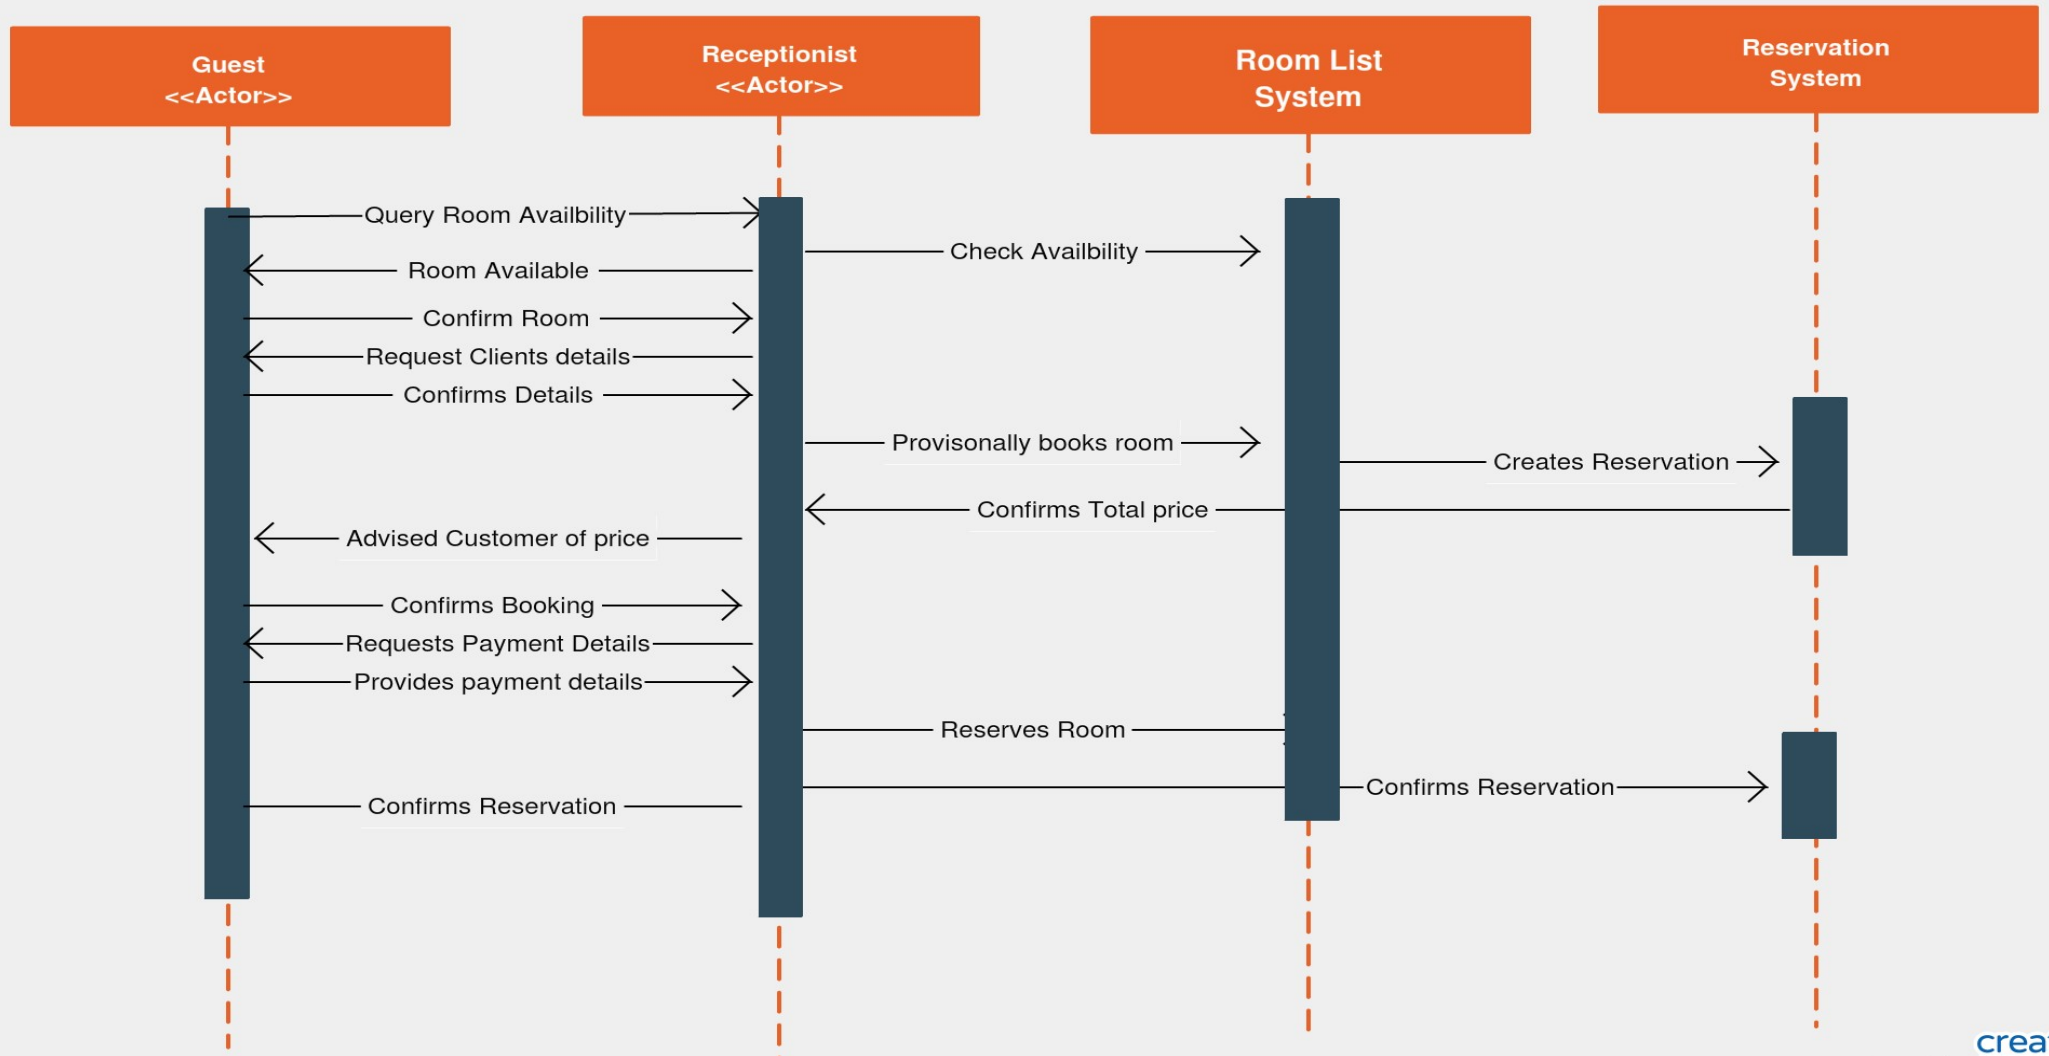 Guest
<<Actor>>
Receptionist
<<Actor>>
Room List
System
Reservation
System
Query Room Availbility
Check Availbility
Room Available
Confirm Room
Request Clients details
Confirms Details
Provisonally books room
Creates Reservation
Confirms Total price
Advised Customer of price
Confirms Booking
Requests Payment Details
Provides payment details
Reserves Room
Confirms Reservation
Confirms Reservation